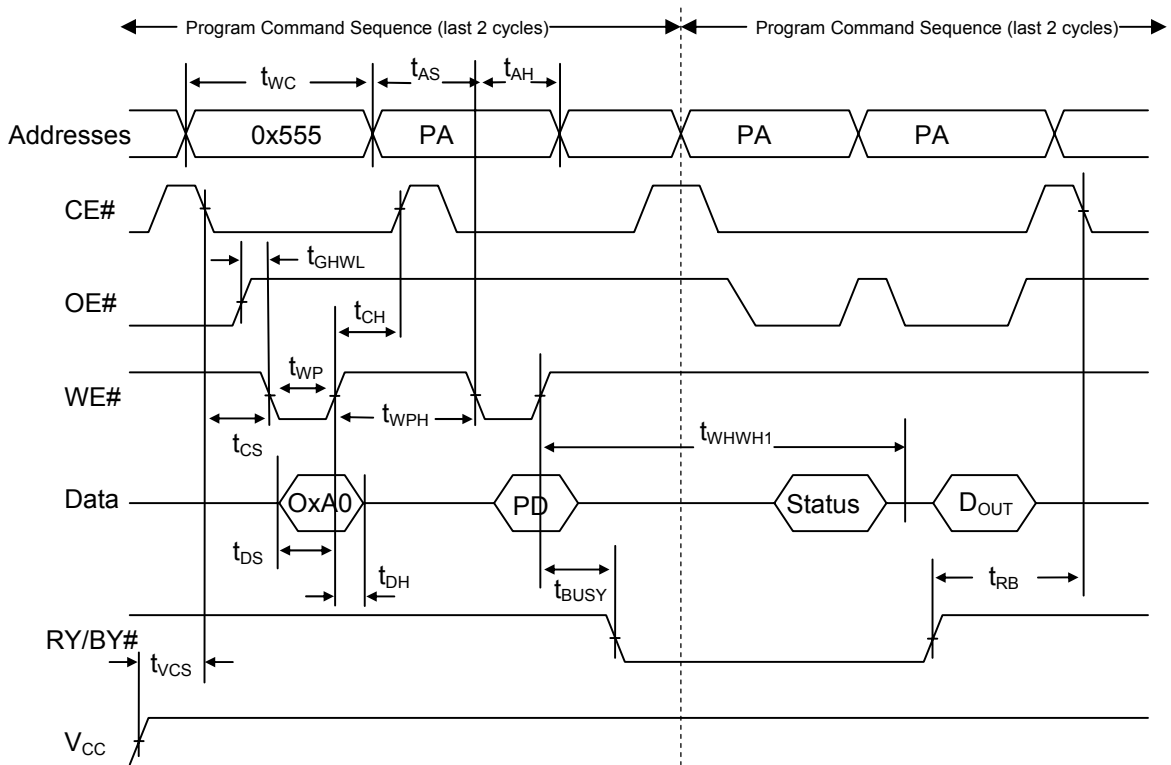 Program Command Sequence (last 2 cycles)
Program Command Sequence (last 2 cycles)
tWC
tAS
tAH
Addresses
0x555
PA
PA
PA
CE#
tGHWL
OE#
tCH
tWP
WE#
tWPH
tCS
tWHWH1
Data
OxA0
PD
Status
DOUT
tDS
tDH
tBUSY
tRB
RY/BY#
tVCS
VCC